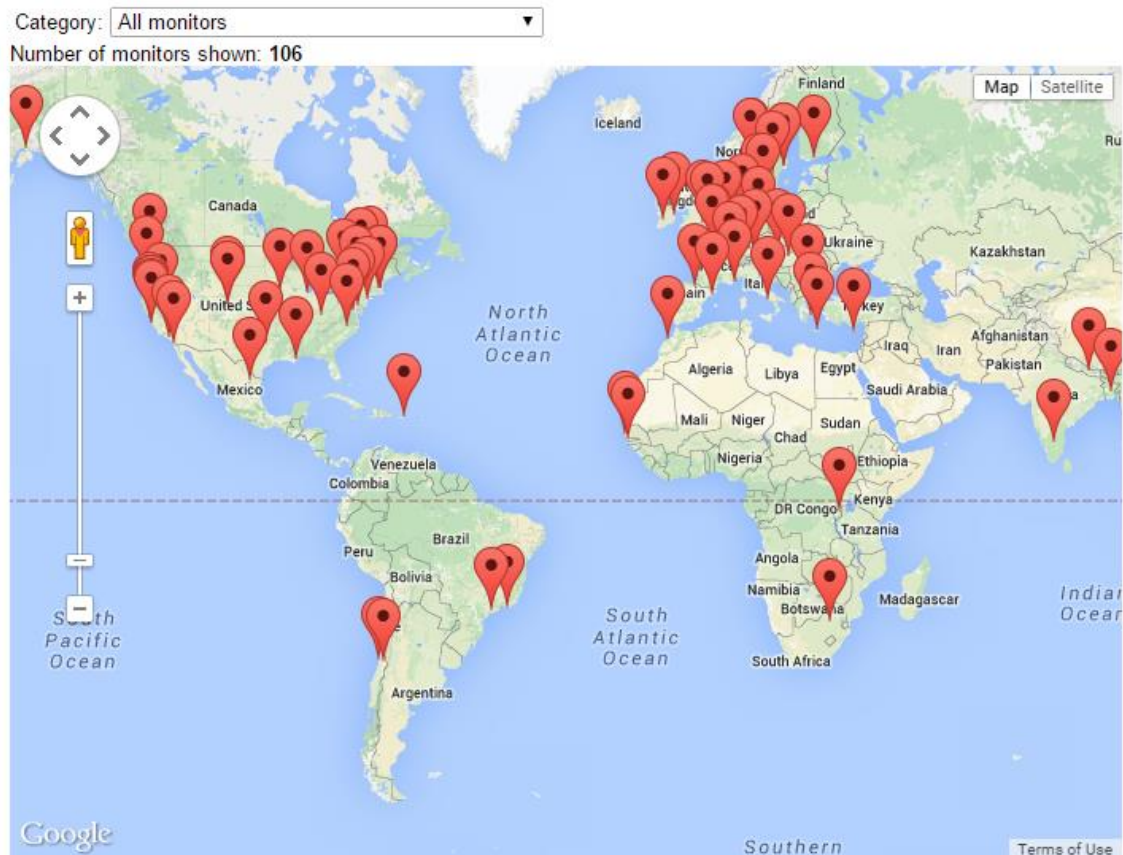 Category: All monitors
Number of monitors shown: 106
Map Satellite
Finland
Iceland
Canada
Ukraine
Kazakhstan
United
North
Atlantic
Ocean
Afghanistan
Iraq Iran
Pakistan
Algeria
Libya Egypt
Saudi Arabia
Mexico
Mali Niger
Sudan
Chad
Venezuela
Nigeria
Ethiopia
Colombia
DR Congo
Kenya
Tanzania
Brazil
Peru
Angola
Bolivia
Namibia
Botswana
Madagascar
South
Pacific
Ocean
South
Atlantic
Ocean
South Africa
Argentina
Google
Southern
Terms of Use